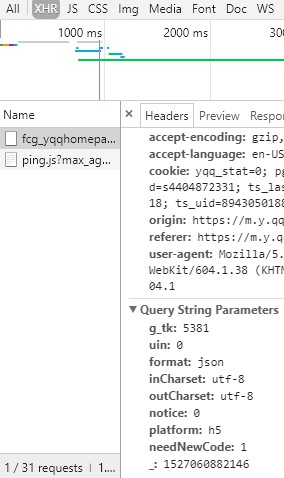 All XHR JS CSS Img Media Font Doc WS
1000 ms 2000 ms
Name × Headers Preview
fcg_yqqhomepa...
ping.js?max_ag...
accept-encoding: gzip,
accept-language: en-US
cookie: yqq_stat=0;
d=s4404872331; ts_las
18; ts_uid=894305018
origin: https://m.y.qq
referer: https://m.y.qq
user-agent: Mozilla/5.
WebKit/604.1.38 (KHTM
04.1
▼ Query String Parameters
g_tk: 5381
uin: 0
format: json
inCharset: utf-8
outCharset: utf-8
notice: 0
platform: h5
needNewCode: 1
_: 1527060882146
1 / 31 requests | 1....